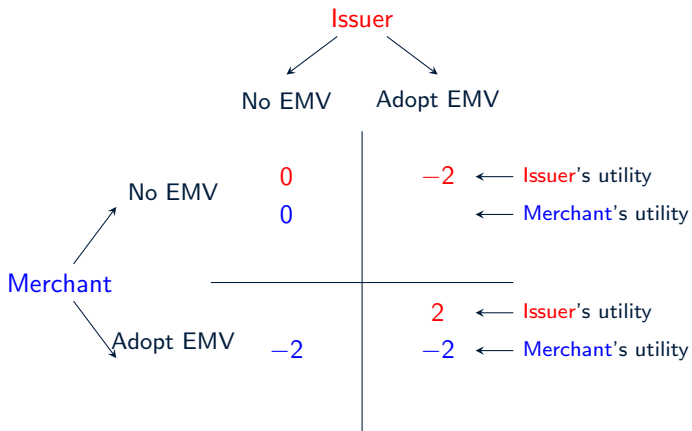 Issuer
No EMV Adopt EMV
No EMV 0 −2 Issuer's utility
0 Merchant's utility
Merchant
2 Issuer's utility
Adopt EMV −2 −2 Merchant's utility